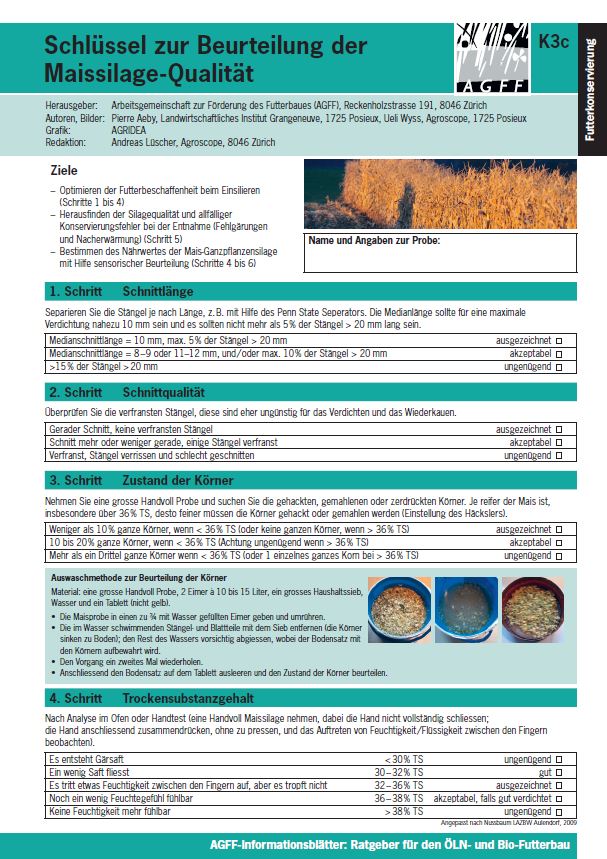 Schlüssel zur Beurteilung der
Maissilage-Qualität
AGFF
K3c
Futterkonservierung
Herausgeber: Arbeitsgemeinschaft zur Förderung des Futterbaues (AGFF), Reckenholzstrasse 191, 8046 Zürich
Autoren, Bilder: Pierre Aeby, Landwirtschaftliches Institut Grangeneuve, 1725 Posieux, Ueli Wyss, Agroscope, 1725 Posieux
Grafik: AGRIDEA
Redaktion: Andreas Lüscher, Agroscope, 8046 Zürich
Ziele
– Optimieren der Futterbeschaffenheit beim Einsilieren
(Schritte 1 bis 4)
– Herausfinden der Silagequalität und allfälliger
Konservierungsfehler bei der Entnahme (Fehlgärungen
und Nacherwärmung) (Schritt 5)
– Bestimmen des Nährwertes der Mais-Ganzpflanzensilage
mit Hilfe sensorischer Beurteilung (Schritte 4 bis 6)
Name und Angaben zur Probe:
1. Schritt Schnittlänge
Separieren Sie die Stängel je nach Länge, z.B. mit Hilfe des Penn State Seperators. Die Medianlänge sollte für eine maximale
Verdichtung nahezu 10 mm sein und es sollten nicht mehr als 5% der Stängel > 20 mm lang sein.
Medianschnittlänge = 10 mm, max. 5% der Stängel > 20 mm ausgezeichnet
Medianschnittlänge = 8–9 oder 11–12 mm, und/oder max. 10% der Stängel > 20 mm akzeptabel
>15% der Stängel >20 mm ungenügend
2. Schritt Schnittqualität
Überprüfen Sie die verfransten Stängel, diese sind eher ungünstig für das Verdichten und das Wiederkauen.
Gerader Schnitt, keine verfransten Stängel ausgezeichnet
Schnitt mehr oder weniger gerade, einige Stängel verfranst akzeptabel
Verfranst, Stängel verrissen und schlecht geschnitten ungenügend
3. Schritt Zustand der Körner
Nehmen Sie eine grosse Handvoll Probe und suchen Sie die gehackten, gemahlenen oder zerdrückten Körner. Je reifer der Mais ist,
insbesondere über 36% TS, desto feiner müssen die Körner gehackt oder gemahlen werden (Einstellung des Häckslers).
Weniger als 10% ganze Körner, wenn < 36% TS (oder keine ganzen Körner, wenn > 36% TS) ausgezeichnet
10 bis 20% ganze Körner, wenn < 36% TS (Achtung ungenügend wenn > 36% TS) akzeptabel
Mehr als ein Drittel ganze Körner wenn < 36% TS (oder 1 einzelnes ganzes Korn bei > 36% TS) ungenügend
Auswaschmethode zur Beurteilung der Körner
Material: eine grosse Handvoll Probe, 2 Eimer à 10 bis 15 Liter, ein grosses Haushaltssieb,
Wasser und ein Tablett (nicht gelb).
• Die Maisprobe in einen zu ¾ mit Wasser gefüllten Eimer geben und umrühren.
• Die im Wasser schwimmenden Stängel- und Blattteile mit dem Sieb entfernen (die Körner
sinken zu Boden); den Rest des Wassers vorsichtig abgiessen, wobei der Bodensatz mit
den Körnern aufbewahrt wird.
• Den Vorgang ein zweites Mal wiederholen.
• Anschliessend den Bodensatz auf dem Tablett ausleeren und den Zustand der Körner beurteilen.
4. Schritt Trockensubstanzgehalt
Nach Analyse im Ofen oder Handtest (eine Handvoll Maissilage nehmen, dabei die Hand nicht vollständig schliessen;
die Hand anschliessend zusammendrücken, ohne zu pressen, und das Auftreten von Feuchtigkeit/Flüssigkeit zwischen den Fingern
beobachten).
Es entsteht Gärsaft <30% TS ungenügend
Ein wenig Saft fliesst 30–32% TS gut
Es tritt etwas Feuchtigkeit zwischen den Fingern auf, aber es tropft nicht 32–36% TS ausgezeichnet
Noch ein wenig Feuchtegefühl fühlbar 36–38% TS akzeptabel, falls gut verdichtet
Keine Feuchtigkeit mehr fühlbar >38% TS ungenügend
Angepasst nach Nussbaum LAZBW Aulendorf, 2009
AGFF-Informationsblätter: Ratgeber für den ÖLN- und Bio-Futterbau